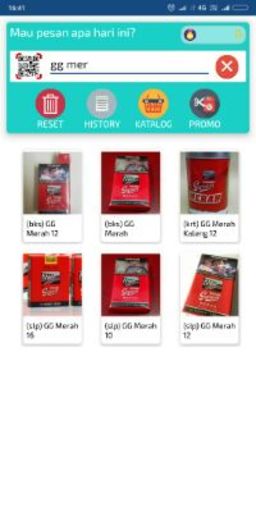 16:41
4G
Mau pesan apa hari ini?
gg mer
RESET HISTORY KATALOG PROMO
(bks) GG Merah 12
(bks) GG Merah
(krt) GG Merah Kaleng 12
(slp) GG Merah 16
(slp) GG Merah 10
(slp) GG Merah 12